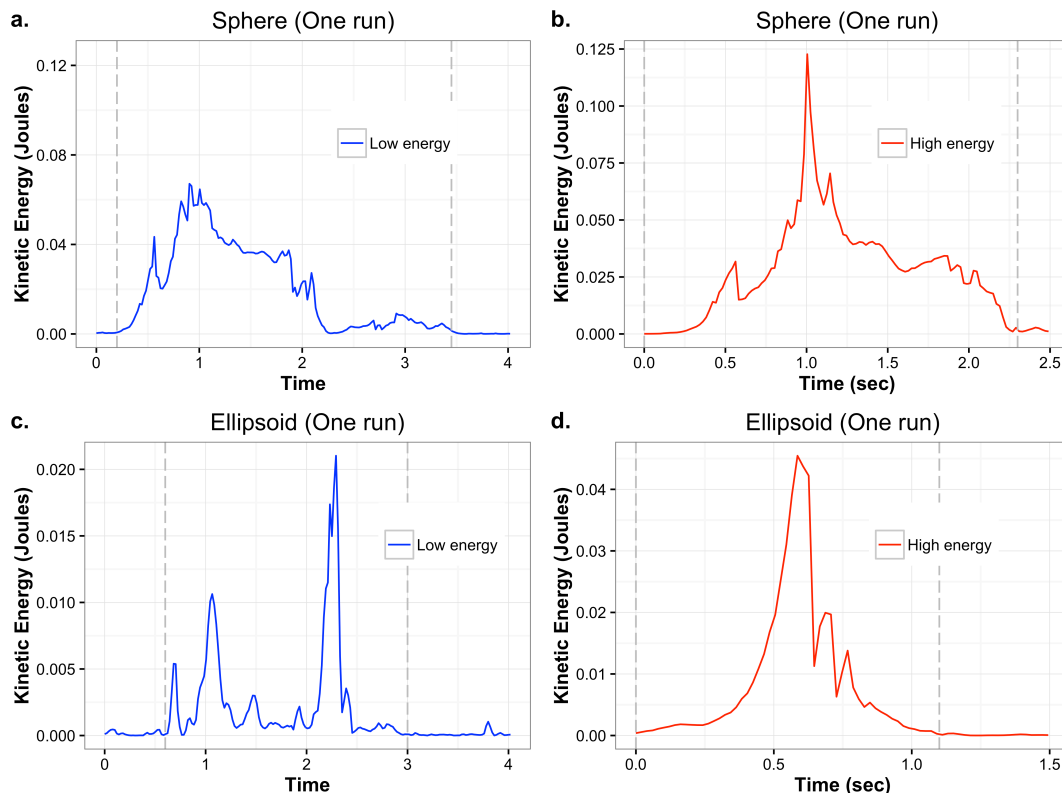 a.
Sphere (One run)
Kinetic Energy (Joules)
0.12
0.08
0.04
0.00
Low energy
0
1
2
3
4
Time
b.
Sphere (One run)
Kinetic Energy (Joules)
0.125
0.100
0.075
0.050
0.025
0.000
High energy
0.0
0.5
1.0
1.5
2.0
2.5
Time (sec)
c.
Ellipsoid (One run)
Kinetic Energy (Joules)
0.020
0.015
0.010
0.005
0.000
Low energy
0
1
2
3
4
Time
d.
Ellipsoid (One run)
Kinetic Energy (Joules)
0.04
0.03
0.02
0.01
0.00
High energy
0.0
0.5
1.0
1.5
Time (sec)